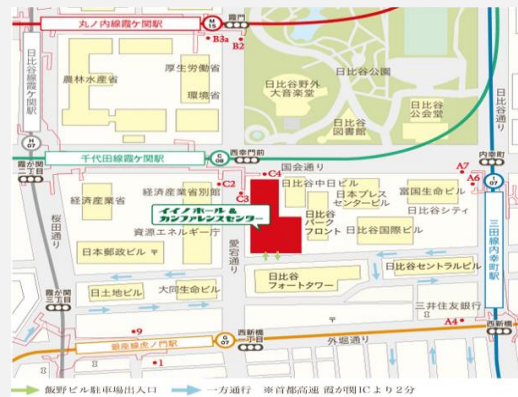 丸ノ内線霞ケ関駅
M
15
霞門
B3a
B2
日比谷線霞ケ関駅
農林水産省
厚生労働省
環境省
日比谷公園
日比谷野外
大音楽堂
日比谷
図書館
日比谷
公会堂
日比谷通り
H
07
千代田線霞ケ関駅
C
08
西幸門前
国会通り
内幸町
霞が関
二丁目
C4
A7
A6
I
07
経済産業省
経済産業省別館
C2
C3
日比谷中日ビル
日本プレス
センタービル
富国生命ビル
日比谷シティ
イイノホール&
カンファレンスセンター
資源エネルギー庁
日比谷
パーク
フロント
日比谷国際ビル
桜田通り
日本郵政ビル
〒
愛宕通り
三田線内幸町駅
日比谷
フォートタワー
日比谷セントラルビル
霞が関
三丁目
日土地ビル
大同生命ビル
三井住友銀行
〒
9
銀座線虎ノ門駅
G
07
西新橋
一丁目
外堀通り
A4
西新橋
1
飯野ビル駐車場出入口
一方通行
※首都高速 霞が関ICより2分